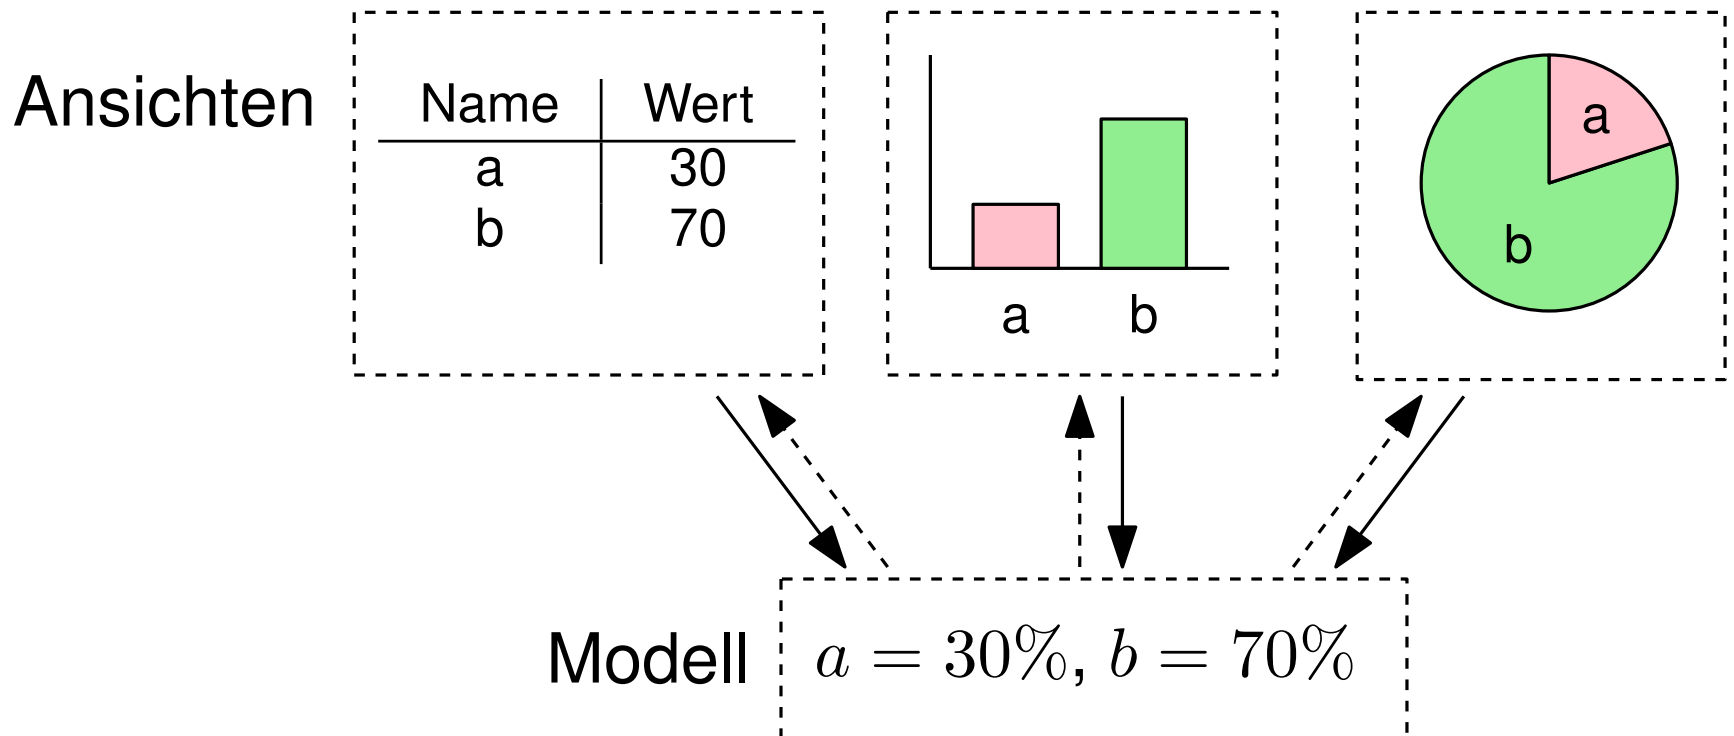 Ansichten
Name Wert
a 30
b 70
a b
a
b
Modell
a = 30%, b = 70%